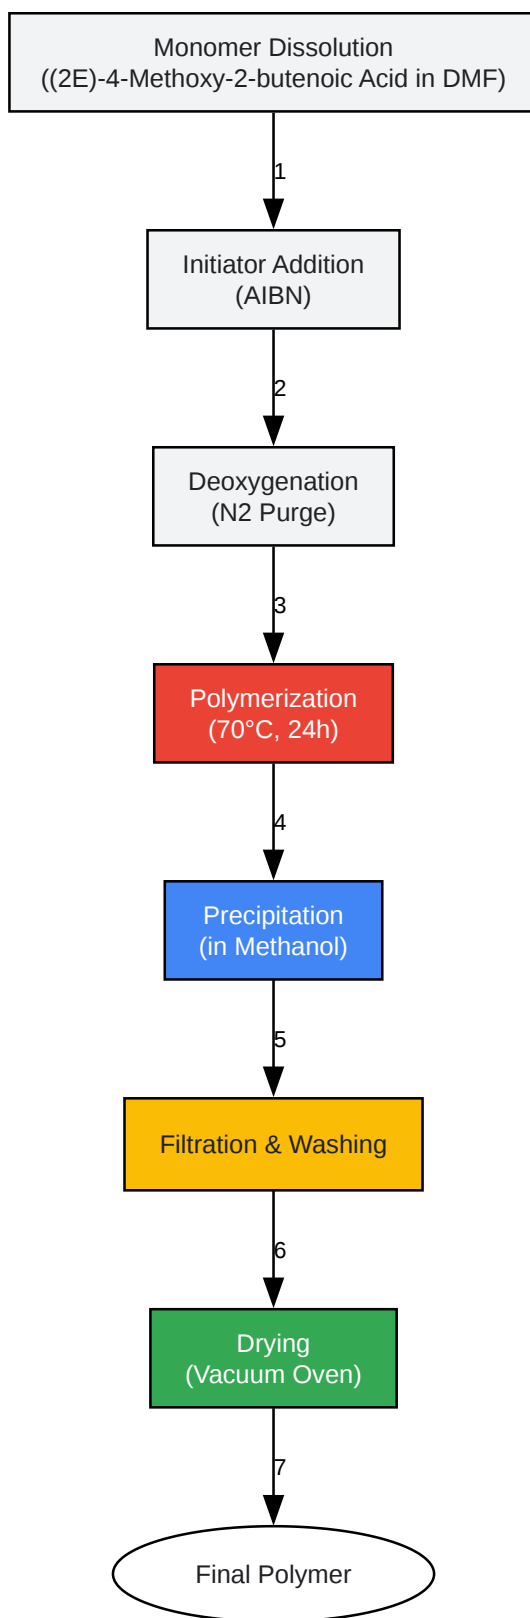 Monomer Dissolution
((2E)-4-Methoxy-2-butenoic Acid in DMF)
1
Initiator Addition
(AIBN)
2
Deoxygenation
(N2 Purge)
3
Polymerization
(70°C, 24h)
4
Precipitation
(in Methanol)
5
Filtration & Washing
6
Drying
(Vacuum Oven)
7
Final Polymer